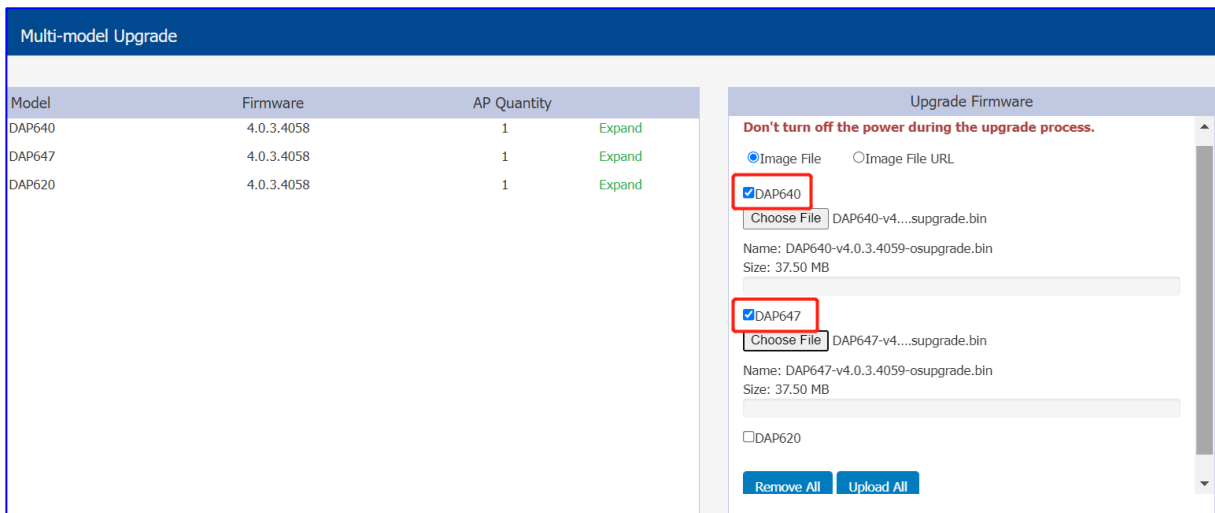 Multi-model Upgrade
Model Firmware AP Quantity
DAP640 4.0.3.4058 1 Expand
DAP647 4.0.3.4058 1 Expand
DAP620 4.0.3.4058 1 Expand
Upgrade Firmware
Don't turn off the power during the upgrade process.
Image File Image File URL
DAP640
Choose File DAP640-v4....supgrade.bin
Name: DAP640-v4.0.3.4059-osupgrade.bin
Size: 37.50 MB
DAP647
Choose File DAP647-v4....supgrade.bin
Name: DAP647-v4.0.3.4059-osupgrade.bin
Size: 37.50 MB
DAP620
Remove All Upload All